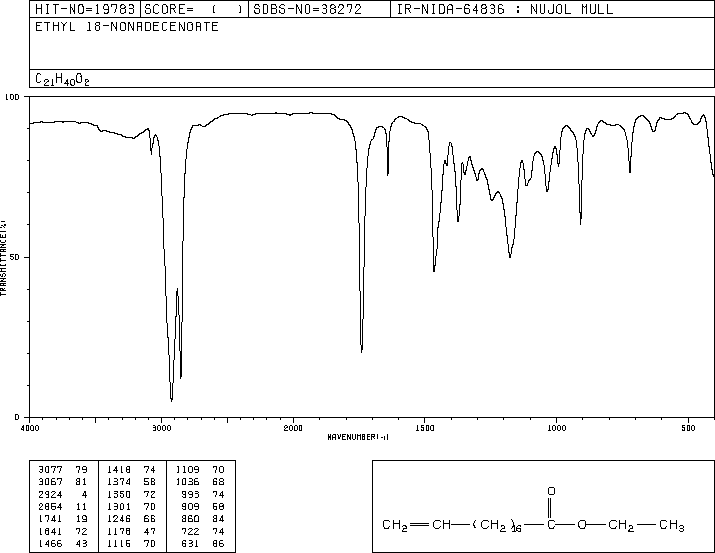 HIT-NO=19783 SCORE= ( ) SDBS-NO=38272 IR-NIDA-64836 : NUJOL MULL
ETHYL 18-NONADECENOATE
C21H40O2
100
50
0
TRANSMITTANCE(%)
4000 3000 2000 1500 1000 500
WAVENUMBER(-1)
3077 79 1418 74 1109 70
3067 81 1374 58 1036 68
2924 4 1350 72 993 74
2854 11 1301 70 909 58
1741 19 1246 66 860 84
1641 72 1178 47 722 74
1466 43 1116 70 631 86
O
CH2=CH-(CH2)16-C-O-CH2-CH3